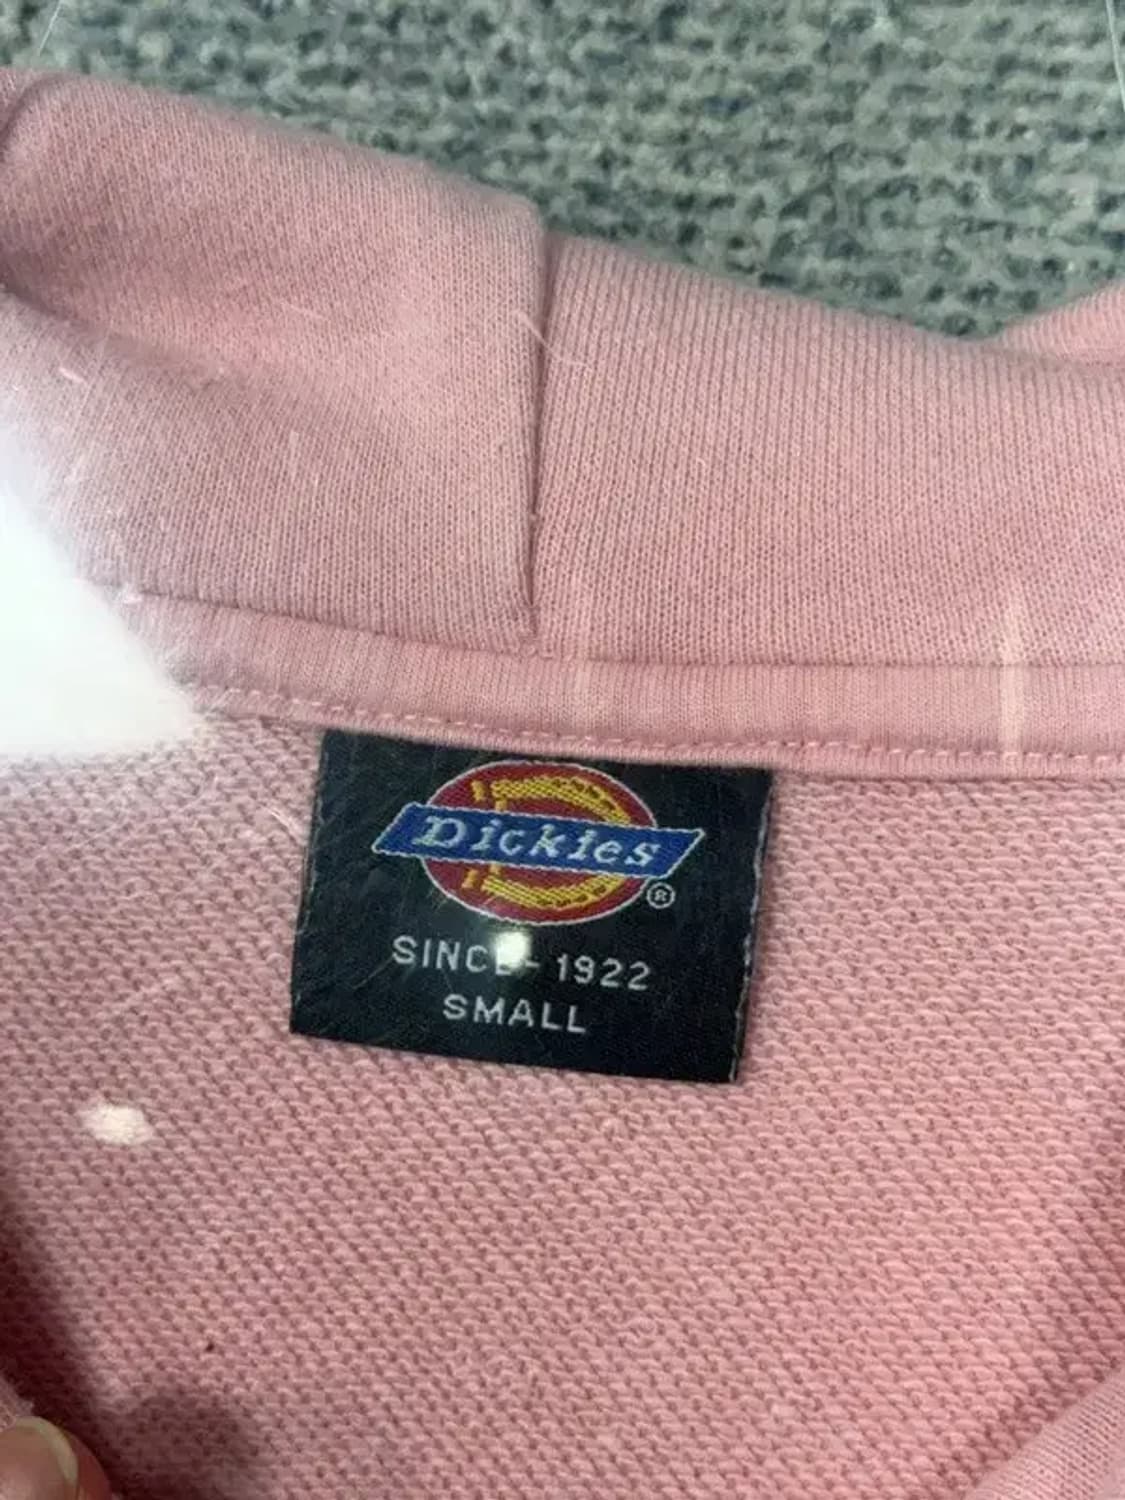 Dickies
®
SINCE-1922
SMALL